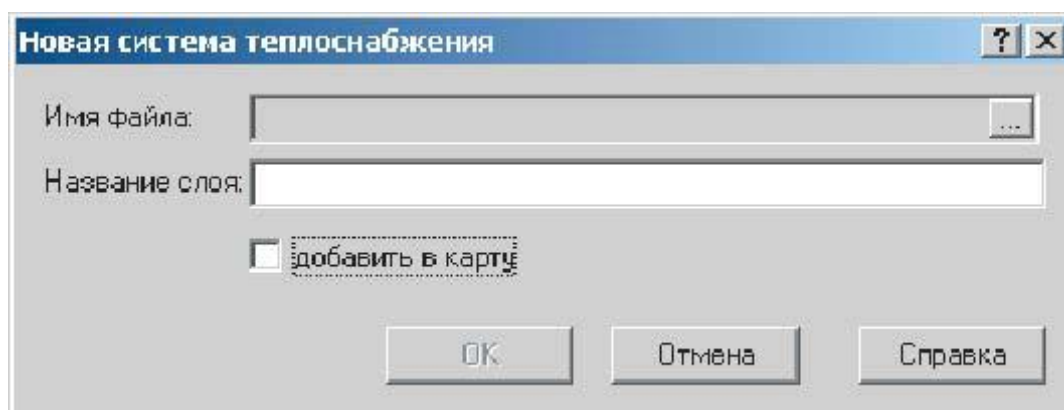 Новая система теплоснабжения
Имя файла: ...
Название слоя:
добавить в карту
OK Отмена Справка